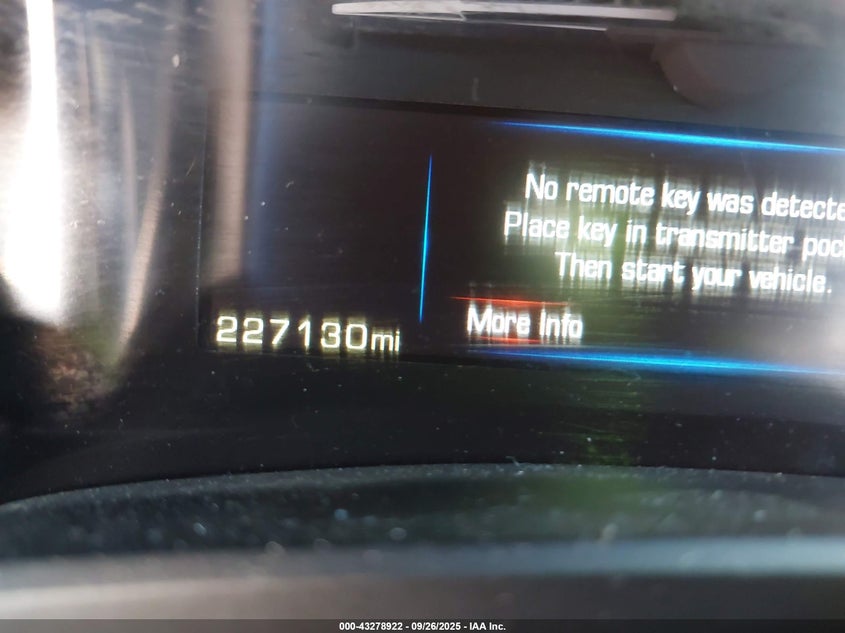 No remote key was detecte
Place key in transmitter poc
Then start your vehicle.
More Info
227130mi
000-43278922 - 09/26/2025 - IAA Inc.